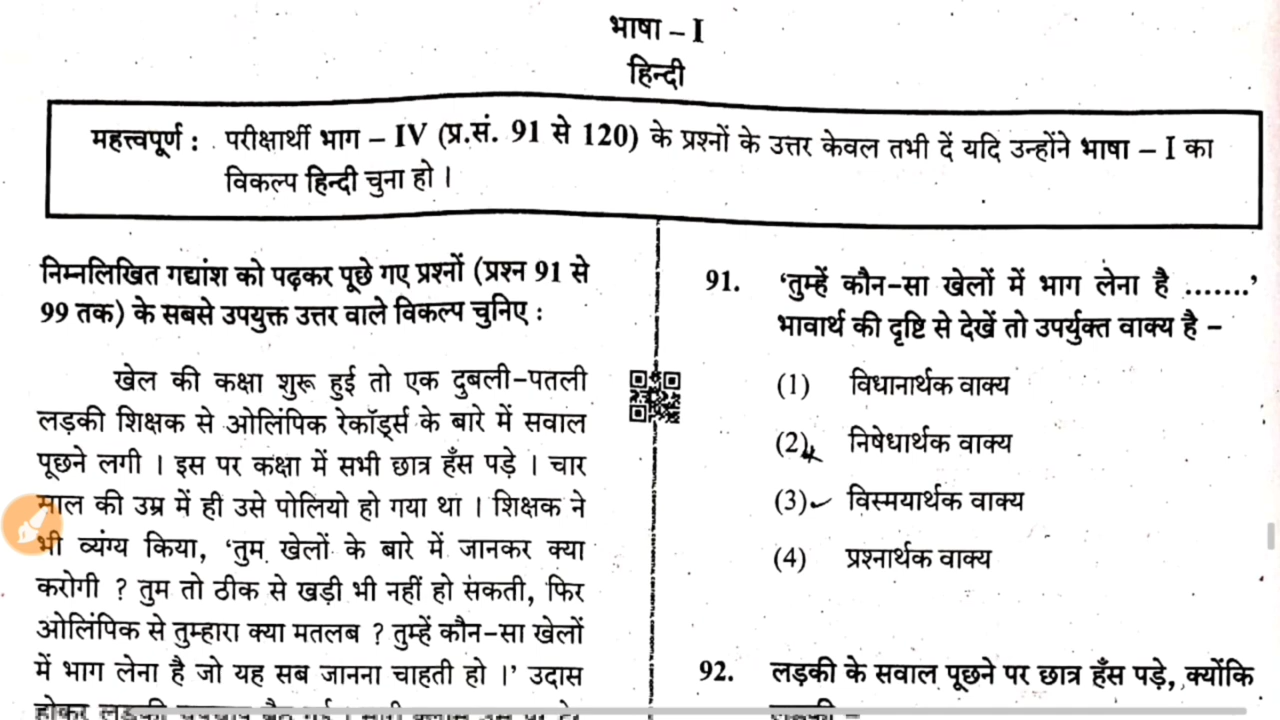 भाषा – I
हिन्दी
महत्त्वपूर्ण : परीक्षार्थी भाग – IV (प्र.सं. 91 से 120) के प्रश्नों के उत्तर केवल तभी दें यदि उन्होंने भाषा – I का
विकल्प हिन्दी चुना हो ।
निम्नलिखित गद्यांश को पढ़कर पूछे गए प्रश्नों (प्रश्न 91 से
99 तक) के सबसे उपयुक्त उत्तर वाले विकल्प चुनिए :
खेल की कक्षा शुरू हुई तो एक दुबली-पतली
लड़की शिक्षक से ओलिंपिक रेकॉर्ड्स के बारे में सवाल
पूछने लगी । इस पर कक्षा में सभी छात्र हँस पड़े । चार
साल की उम्र में ही उसे पोलियो हो गया था । शिक्षक ने
भी व्यंग्य किया, ‘तुम खेलों के बारे में जानकर क्या
करोगी ? तुम तो ठीक से खड़ी भी नहीं हो सकती, फिर
ओलिंपिक से तुम्हारा क्या मतलब ? तुम्हें कौन-सा खेलों
में भाग लेना है जो यह सब जानना चाहती हो ।’ उदास
91. ‘तुम्हें कौन-सा खेलों में भाग लेना है .......’
भावार्थ की दृष्टि से देखें तो उपर्युक्त वाक्य है –
(1) विधानार्थक वाक्य
(2) निषेधार्थक वाक्य
(3) विस्मयार्थक वाक्य
(4) प्रश्नार्थक वाक्य
92. लड़की के सवाल पूछने पर छात्र हँस पड़े, क्योंकि